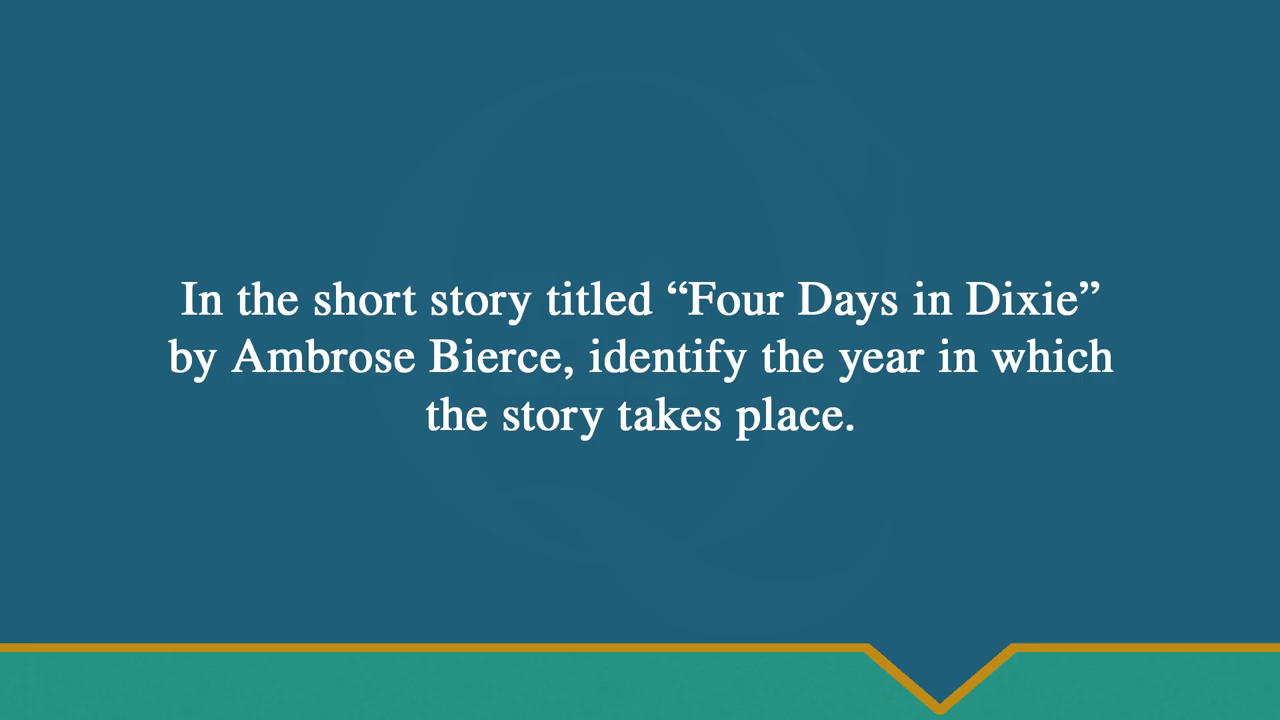 In the short story titled “Four Days in Dixie”
by Ambrose Bierce, identify the year in which
the story takes place.